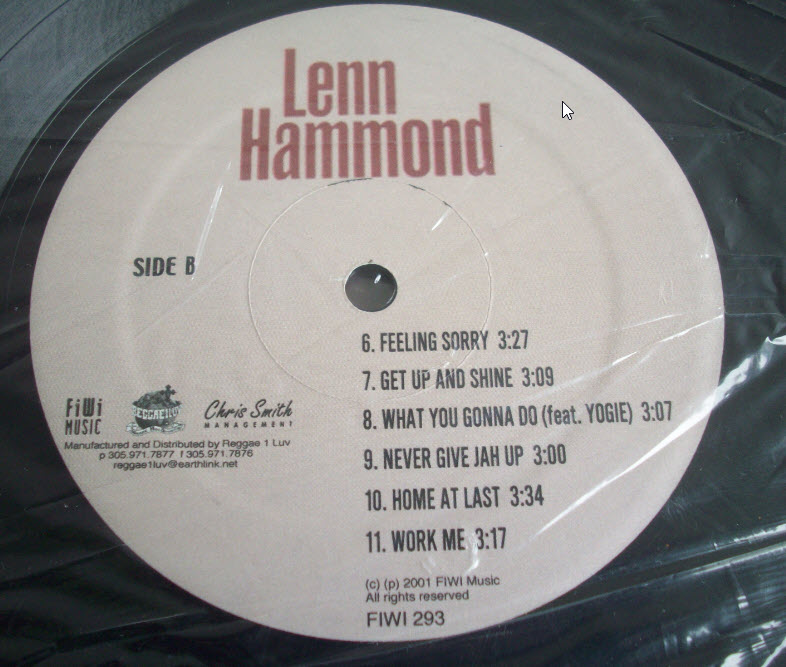 Lenn
Hammond
SIDE B
6. FEELING SORRY 3:27
7. GET UP AND SHINE 3:09
8. WHAT YOU GONNA DO (feat. YOGIE) 3:07
9. NEVER GIVE JAH UP 3:00
10. HOME AT LAST 3:34
11. WORK ME 3:17
FiWi
MUSIC
Chris Smith
MANAGEMENT
Manufactured and Distributed by Reggae 1 Luv
p 305.971.7877 f 305.971.7876
reggae1luv@earthlink.net
(c) (p) 2001 FIWI Music
All rights reserved
FIWI 293